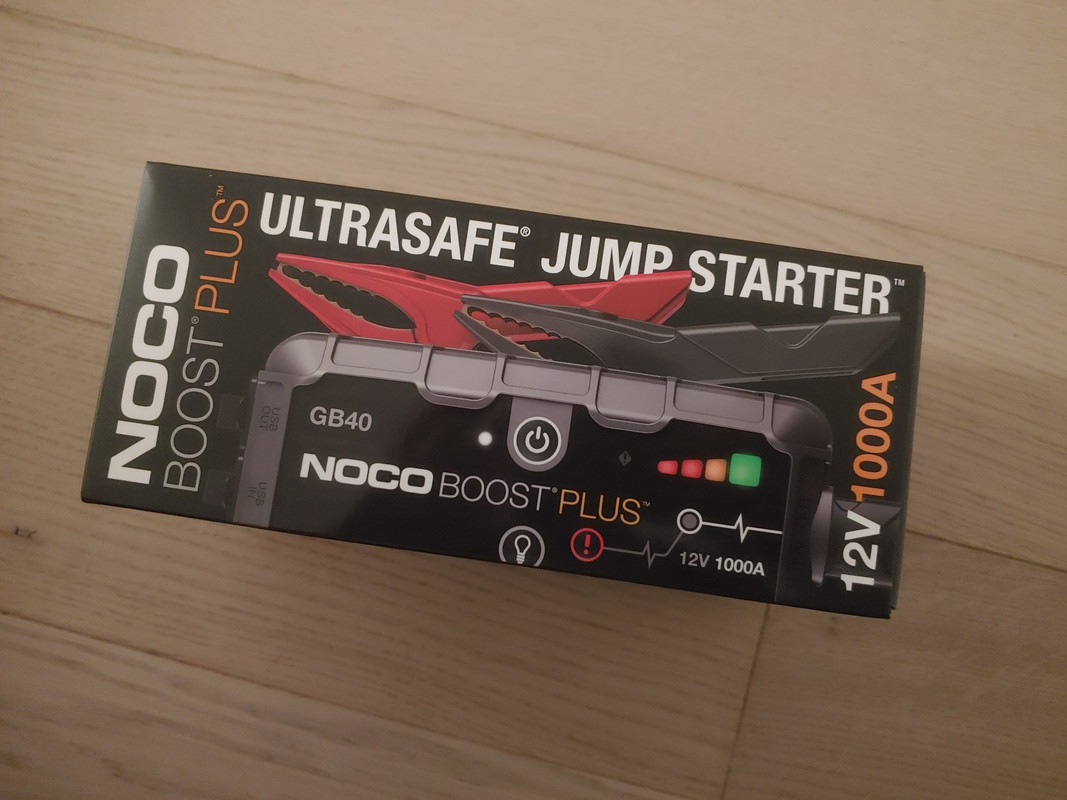 NOCO
BOOST® PLUS™
ULTRASAFE® JUMP STARTER™
USB OUT
USB IN
GB40
NOCO BOOST® PLUS™
12V 1000A
12V 1000A